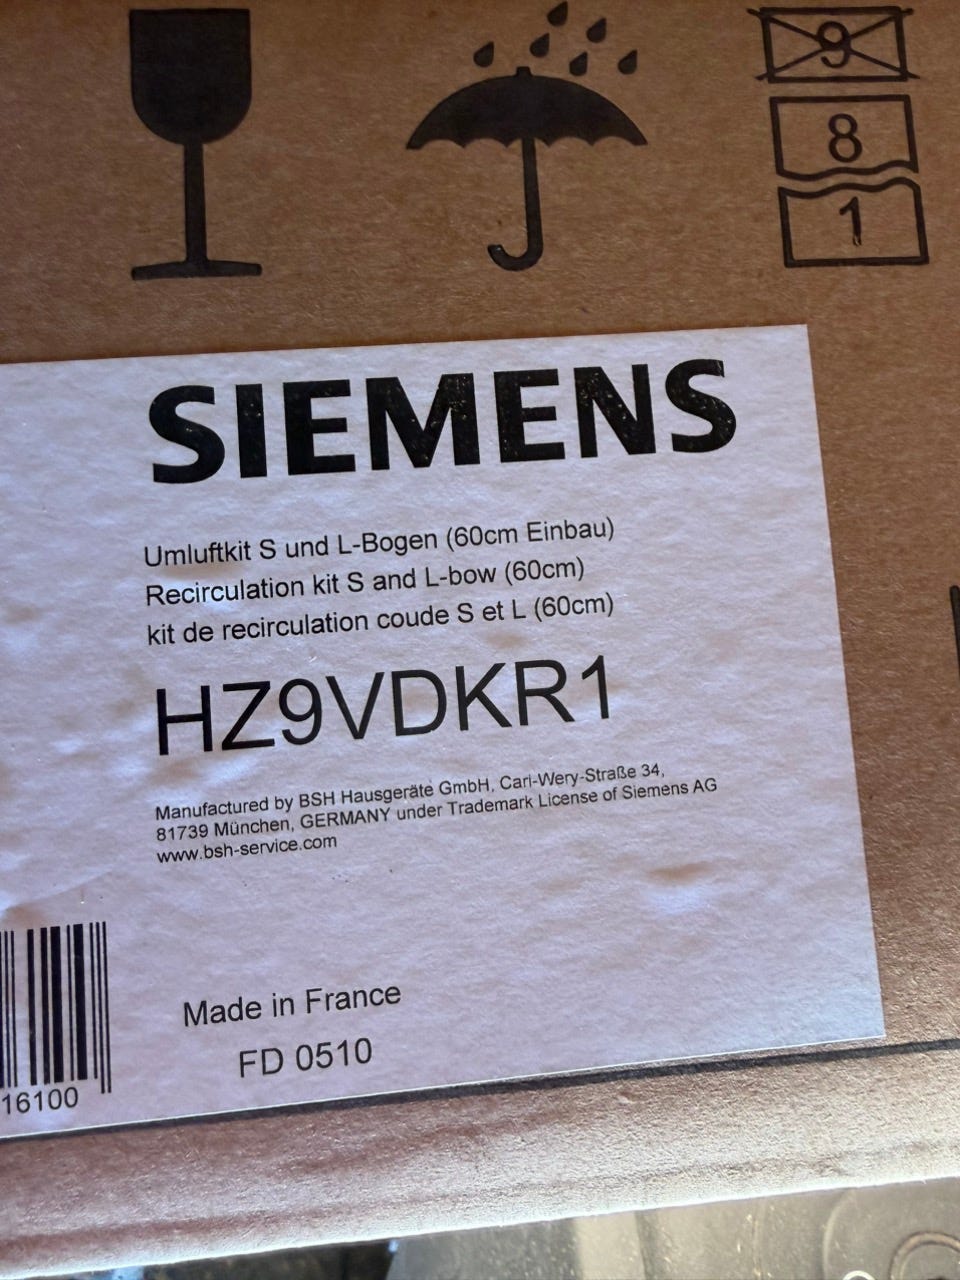 9
8
1
SIEMENS
Umluftkit S und L-Bogen (60cm Einbau)
Recirculation kit S and L-bow (60cm)
kit de recirculation coude S et L (60cm)
HZ9VDKR1
Manufactured by BSH Hausgeräte GmbH, Carl-Wery-Straße 34,
81739 München, GERMANY under Trademark License of Siemens AG
www.bsh-service.com
Made in France
FD 0510
16100